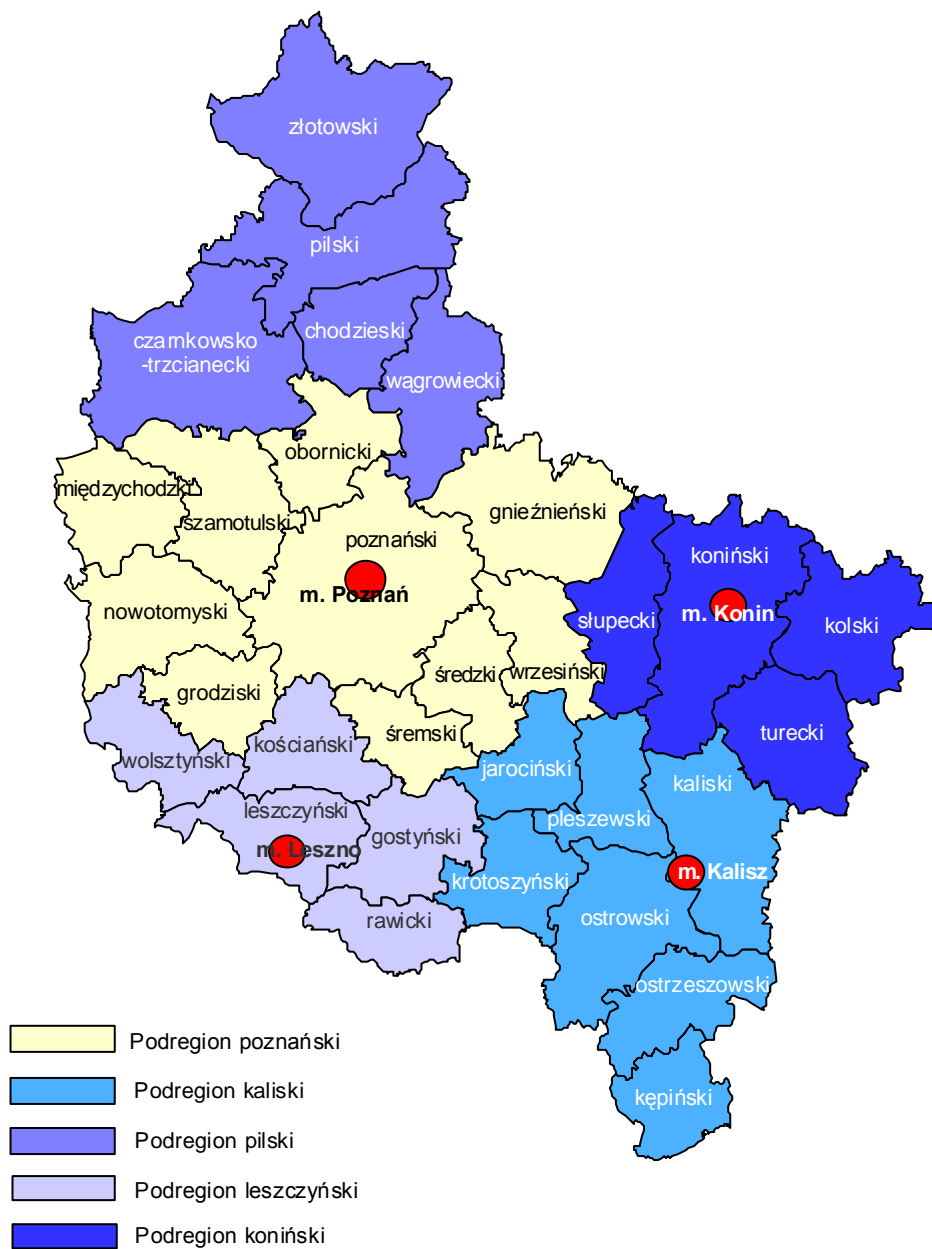 złotowski
pilski
czarnkowsko
-trzcianecki
chodzieski
wągrowiecki
obornicki
międzychodzki
szamotulski
gnieźnieński
poznański
m. Poznań
koniński
m. Konin
nowotomyski
słupecki
kolski
średzki
wrzesiński
grodziski
śremski
turecki
kościański
wolsztyński
jarociński
kaliski
leszczyński
m. Leszno
gostyński
pleszewski
m. Kalisz
krotoszyński
rawicki
ostrowski
ostrzeszowski
kępiński
Podregion poznański
Podregion kaliski
Podregion pilski
Podregion leszczyński
Podregion koniński